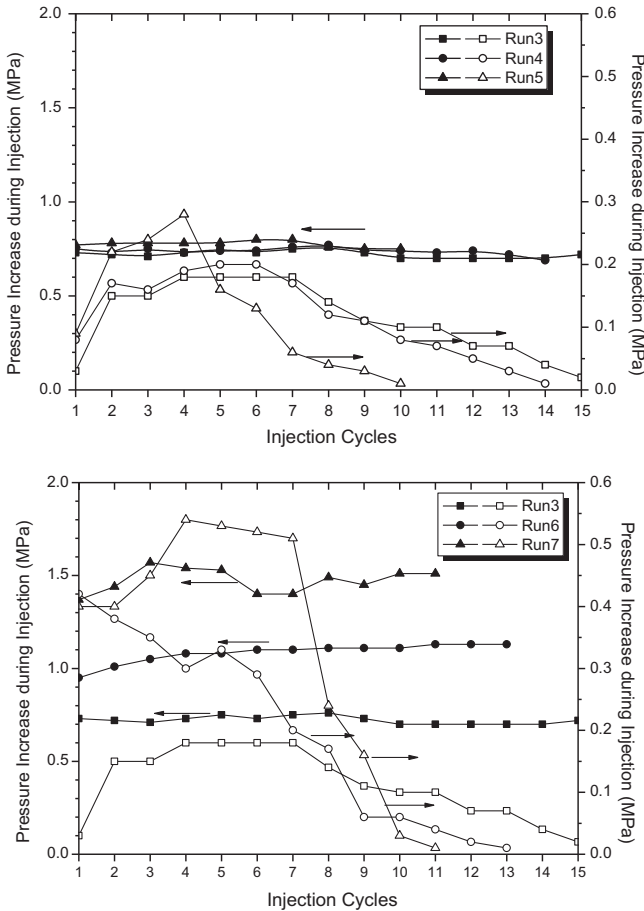 2.0
1.5
1.0
0.5
0.0
0.6
0.5
0.4
0.3
0.2
0.1
0.0
1 2 3 4 5 6 7 8 9 10 11 12 13 14 15
Pressure Increase during Injection (MPa)
Pressure Increase during Injection (MPa)
Injection Cycles
Run3
Run4
Run5
2.0
1.5
1.0
0.5
0.0
0.6
0.5
0.4
0.3
0.2
0.1
0.0
1 2 3 4 5 6 7 8 9 10 11 12 13 14 15
Pressure Increase during Injection (MPa)
Pressure Increase during Injection (MPa)
Injection Cycles
Run3
Run6
Run7